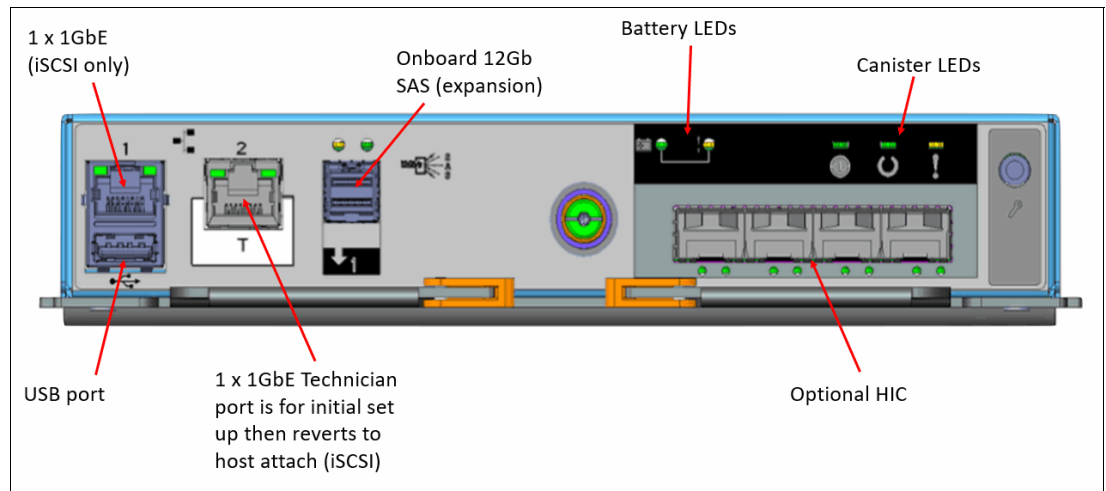 1 x 1GbE
(iSCSI only)
Onboard 12Gb
SAS (expansion)
Battery LEDs
Canister LEDs
1
2
T
1
USB port
1 x 1GbE Technician
port is for initial set
up then reverts to
host attach (iSCSI)
Optional HIC